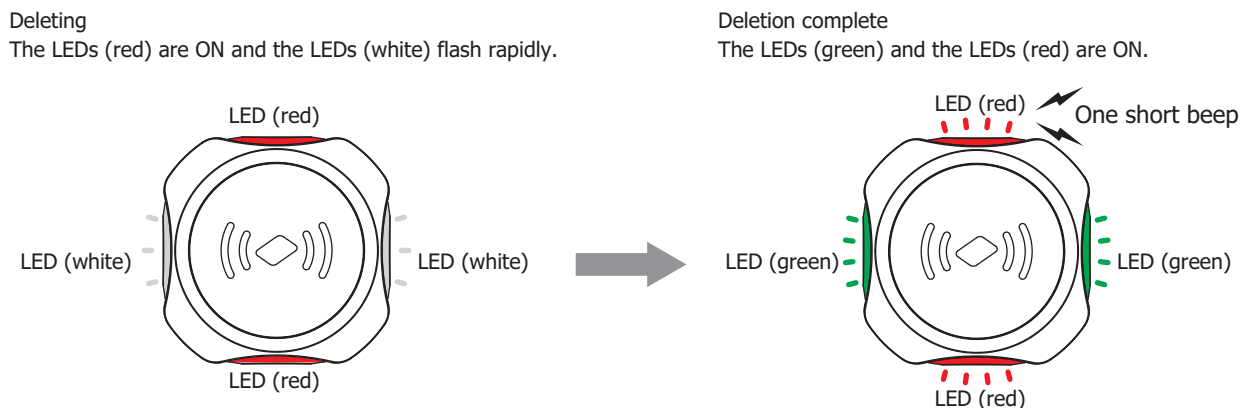 Deleting
The LEDs (red) are ON and the LEDs (white) flash rapidly.
LED (red)
LED (white)
LED (white)
LED (red)
Deletion complete
The LEDs (green) and the LEDs (red) are ON.
LED (red)
One short beep
LED (green)
LED (green)
LED (red)